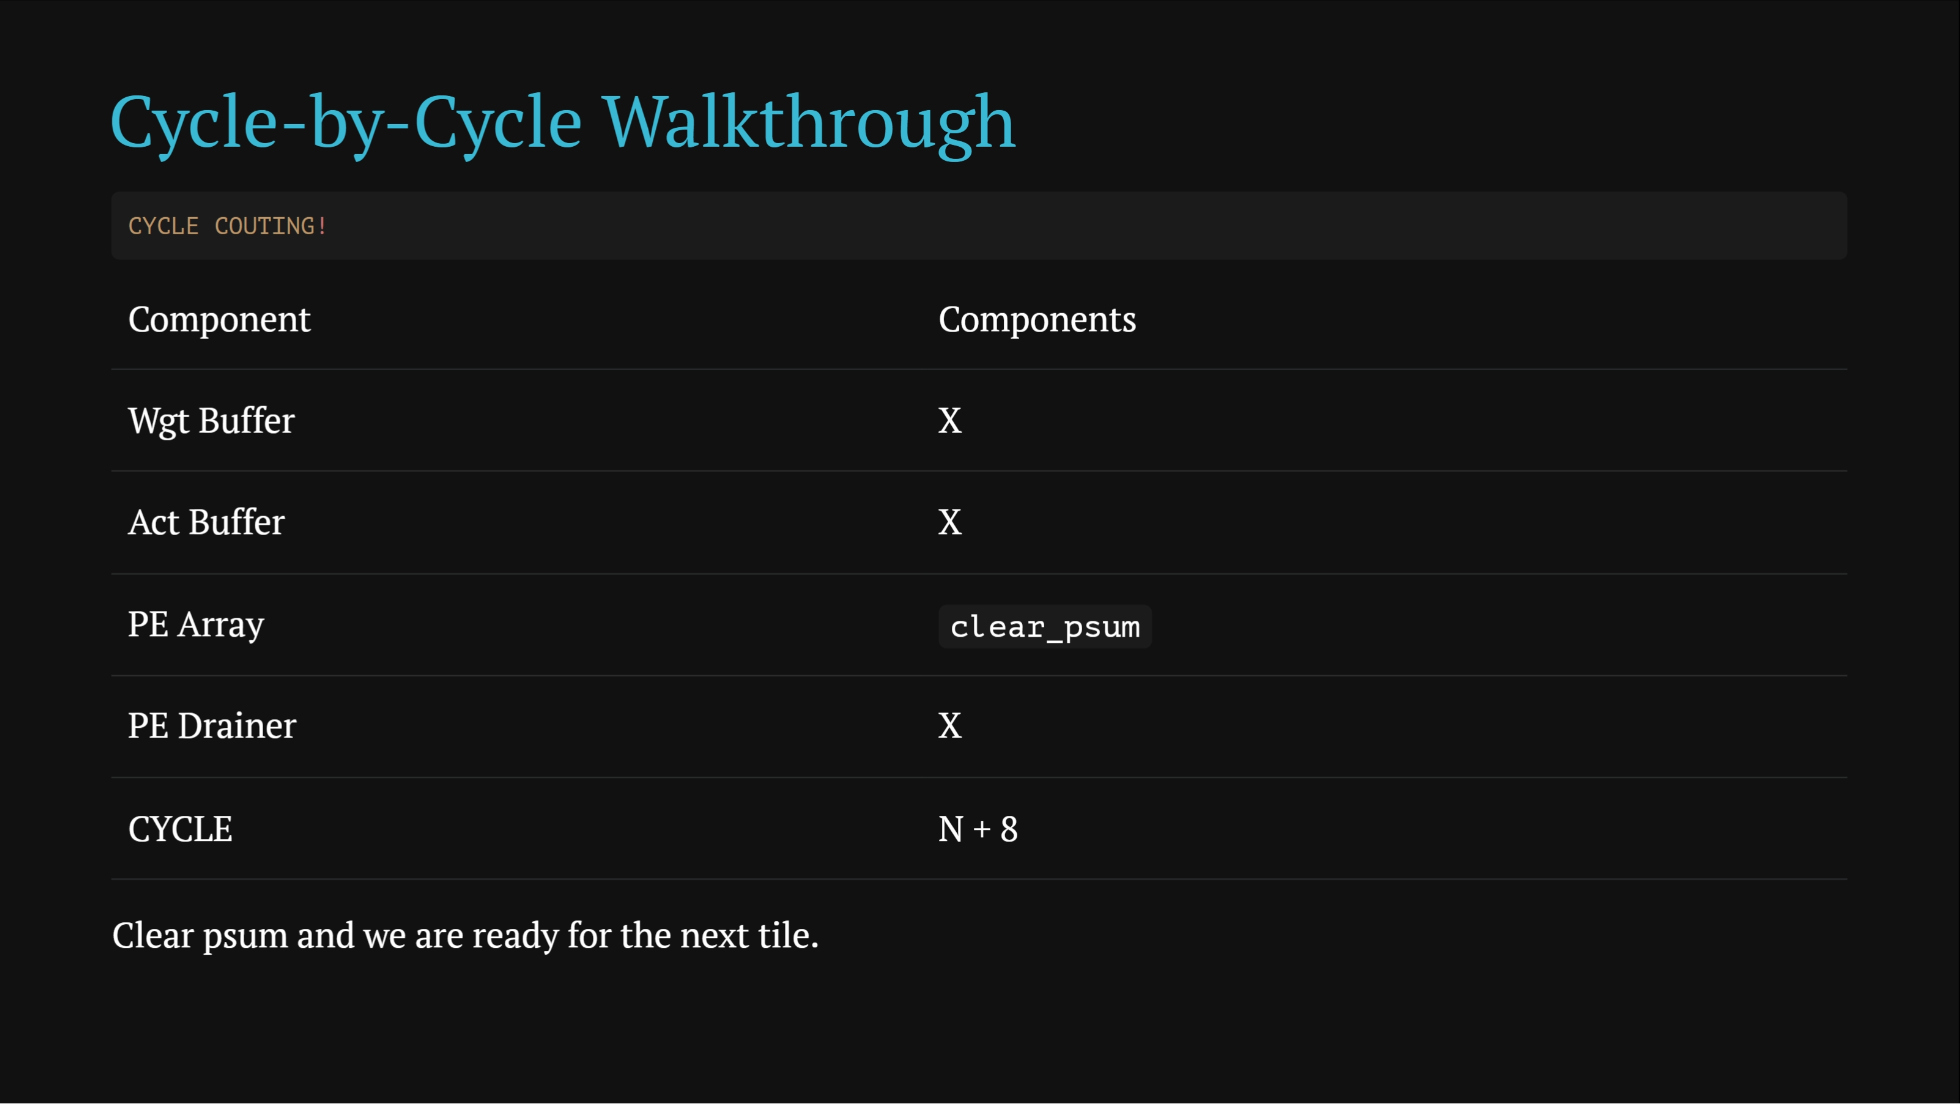 Cycle-by-Cycle Walkthrough
CYCLE COUTING!
Component Components
Wgt Buffer X
Act Buffer X
PE Array clear_psum
PE Drainer X
CYCLE N + 8
Clear psum and we are ready for the next tile.